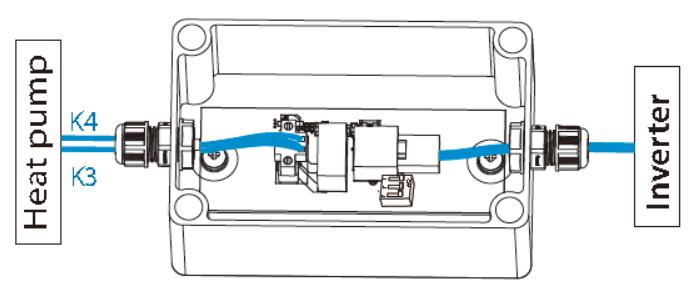 Heat pump
K4
K3
Inverter